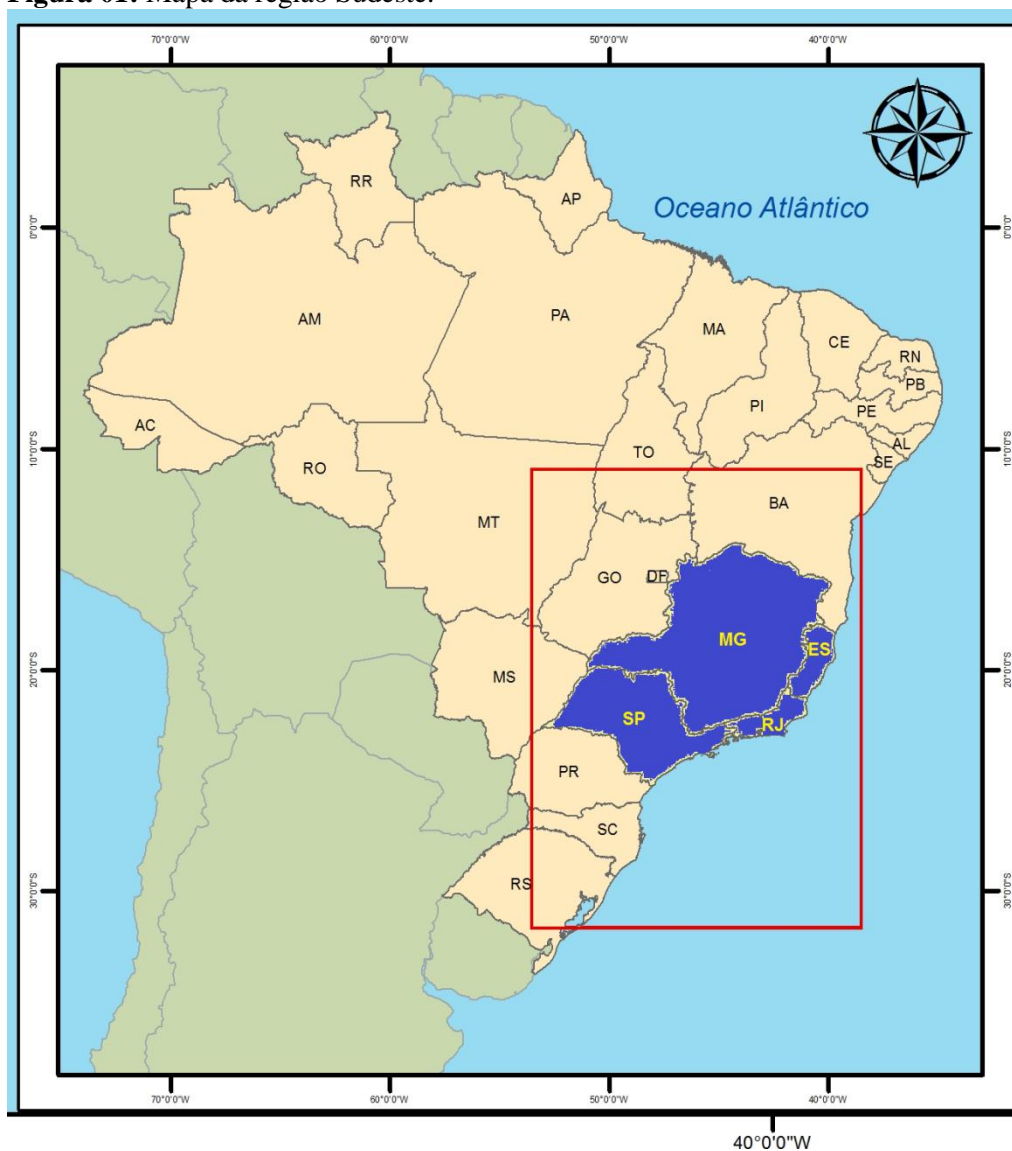 Figura 01: Mapa da região Sudeste.
70°0'0"W 60°0'0"W 50°0'0"W 40°0'0"W
RR
AP
Oceano Atlântico
0°0'0" 0°0'0"
AM
PA
MA
CE
RN
PB
PI
PE
AC
AL
TO
SE
RO
10°0'0"S 10°0'0"S
BA
MT
GO
DF
MG
ES
20°0'0"S 20°0'0"S
MS
SP
RJ
PR
SC
RS
30°0'0"S 30°0'0"S
70°0'0"W 60°0'0"W 50°0'0"W 40°0'0"W
40°0'0"W